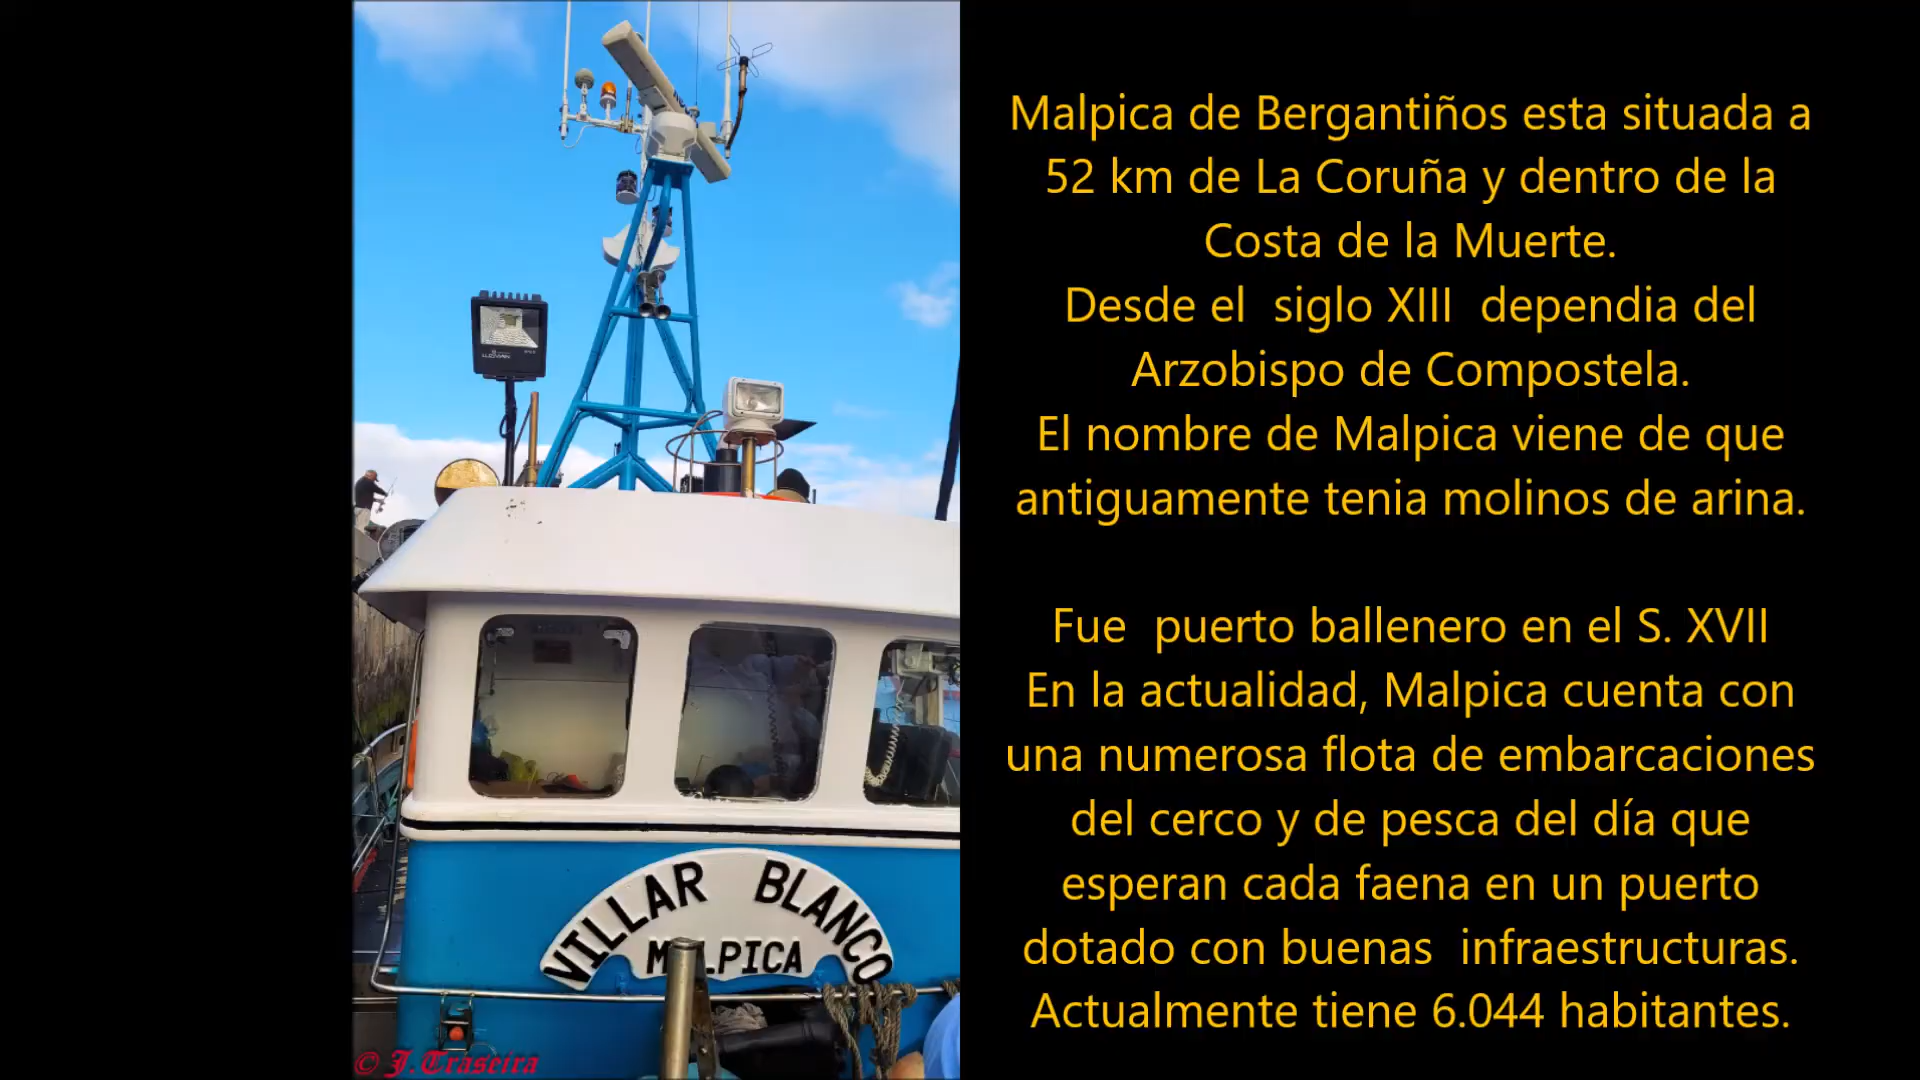 Malpica de Bergantiños esta situada a
52 km de La Coruña y dentro de la
Costa de la Muerte.
Desde el  siglo XIII  dependia del
Arzobispo de Compostela.
El nombre de Malpica viene de que
antiguamente tenia molinos de arina.
Fue  puerto ballenero en el S. XVII
En la actualidad, Malpica cuenta con
una numerosa flota de embarcaciones
del cerco y de pesca del día que
esperan cada faena en un puerto
dotado con buenas  infraestructuras.
Actualmente tiene 6.044 habitantes.
VILLAR BLANCO
MALPICA
© J.Traseira